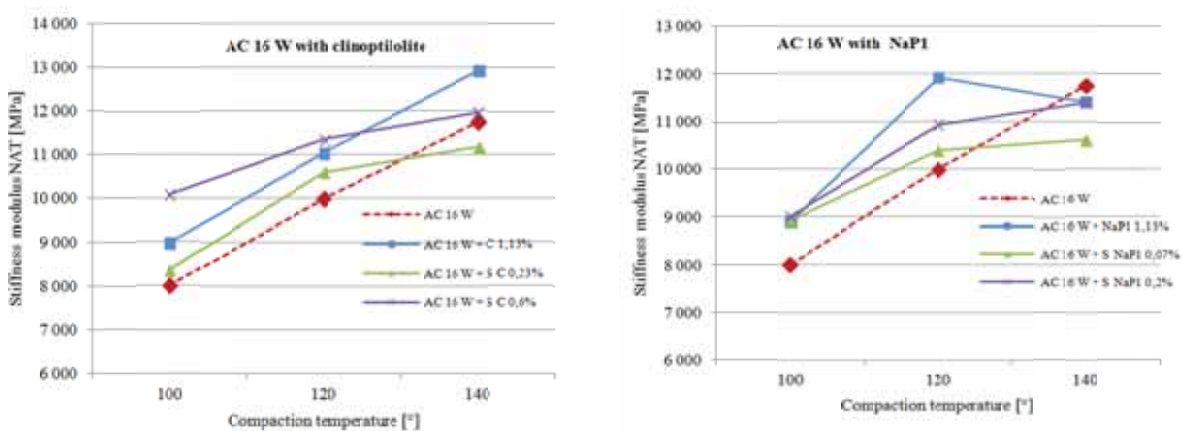 AC 16 W with clinoptilolite
Stiffness modulus NAT [MPa]
14 000
13 000
12 000
11 000
10 000
9 000
8 000
7 000
6 000
100
120
140
Compaction temperature [°]
AC 16 W
AC 16 W + C 1,13%
AC 16 W + S C 0,23%
AC 16 W + S C 0,6%
AC 16 W with NaP1
Stiffness modulus NAT [MPa]
13 000
12 000
11 000
10 000
9 000
8 000
7 000
6 000
100
120
140
Compaction temperature [°]
AC 16 W
AC 16 W + NaP1 1,13%
AC 16 W + S NaP1 0,07%
AC 16 W + S NaP1 0,2%